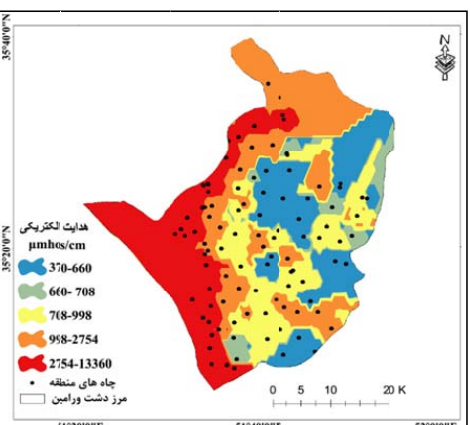 35°40'0"N
N
35°20'0"N
هدایت الکتریکی
µmhos/cm
370-660
660- 708
708-998
998-2754
2754-13360
چاه های منطقه
مرز دشت ورامین
0 5 10 20 K